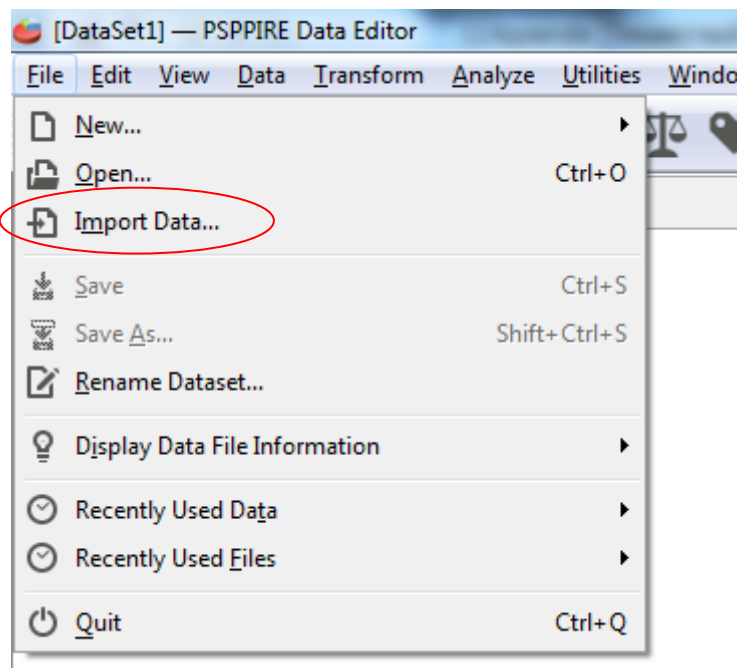 [DataSet1] — PSPPIRE Data Editor
File Edit View Data Transform Analyze Utilities Windo
New...
Open... Ctrl+O
Import Data...
Save Ctrl+S
Save As... Shift+Ctrl+S
Rename Dataset...
Display Data File Information
Recently Used Data
Recently Used Files
Quit Ctrl+Q